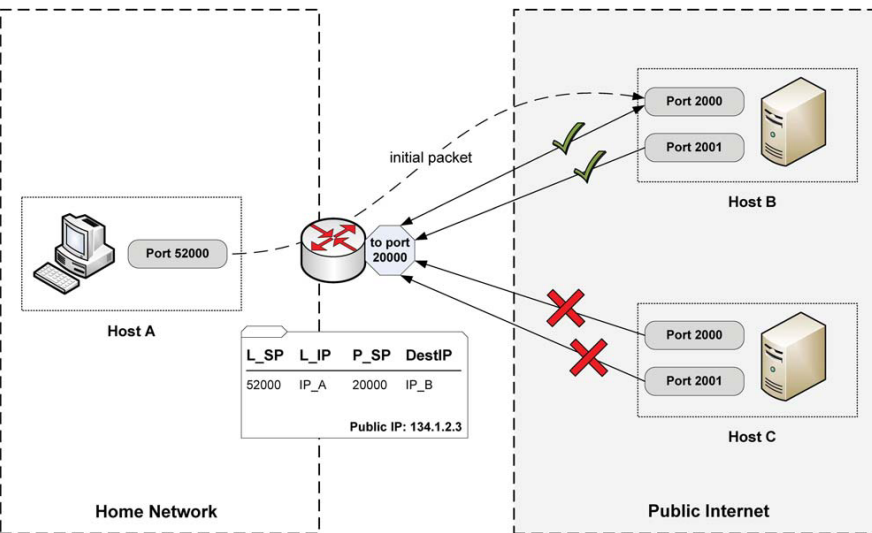 initial packet
Port 2000
Port 2001
Host B
Port 52000
Host A
to port
20000
L_SP L_IP P_SP DestIP
52000 IP_A 20000 IP_B
Public IP: 134.1.2.3
Port 2000
Port 2001
Host C
Home Network
Public Internet